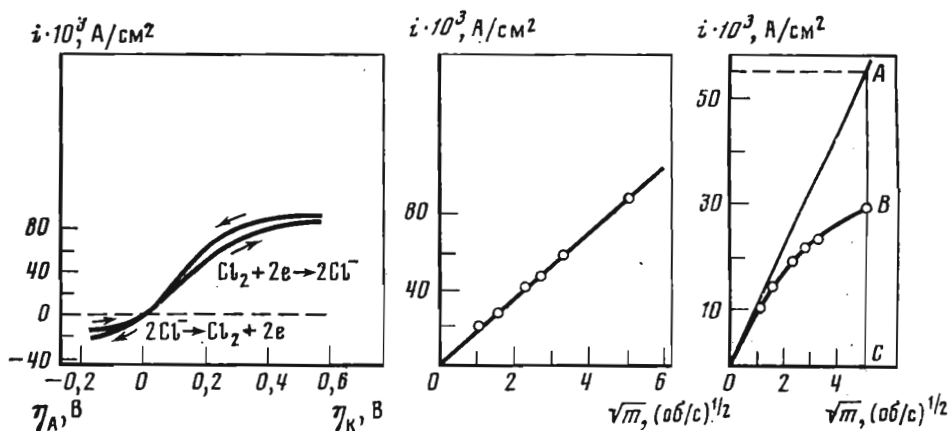 i·10³, А/см²
80
40
0
−40
−0,2
0
0,2
0,4
0,6
Cl₂ + 2e → 2Cl⁻
2Cl⁻ → Cl₂ + 2e
η_А, В
η_К, В
i·10³, А/см²
80
40
0
2
4
6
√m, (об/с)^1/2
i·10³, А/см²
50
30
10
0
2
4
A
B
C
√m, (об/с)^1/2